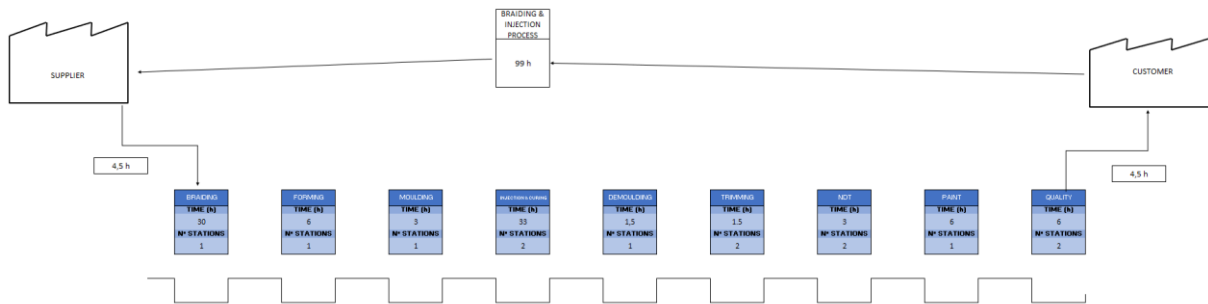 BRAIDING &
INJECTION
PROCESS
99 h
SUPPLIER
CUSTOMER
4,5 h
4,5 h
BRAIDING
TIME (h)
30
Nº STATIONS
1
FORMING
TIME (h)
6
Nº STATIONS
1
MOULDING
TIME (h)
3
Nº STATIONS
1
INJECTION & CURING
TIME (h)
33
Nº STATIONS
2
DEMOULDING
TIME (h)
1,5
Nº STATIONS
1
TRIMMING
TIME (h)
1.5
Nº STATIONS
2
NDT
TIME (h)
3
Nº STATIONS
2
PAINT
TIME (h)
6
Nº STATIONS
1
QUALITY
TIME (h)
6
Nº STATIONS
2